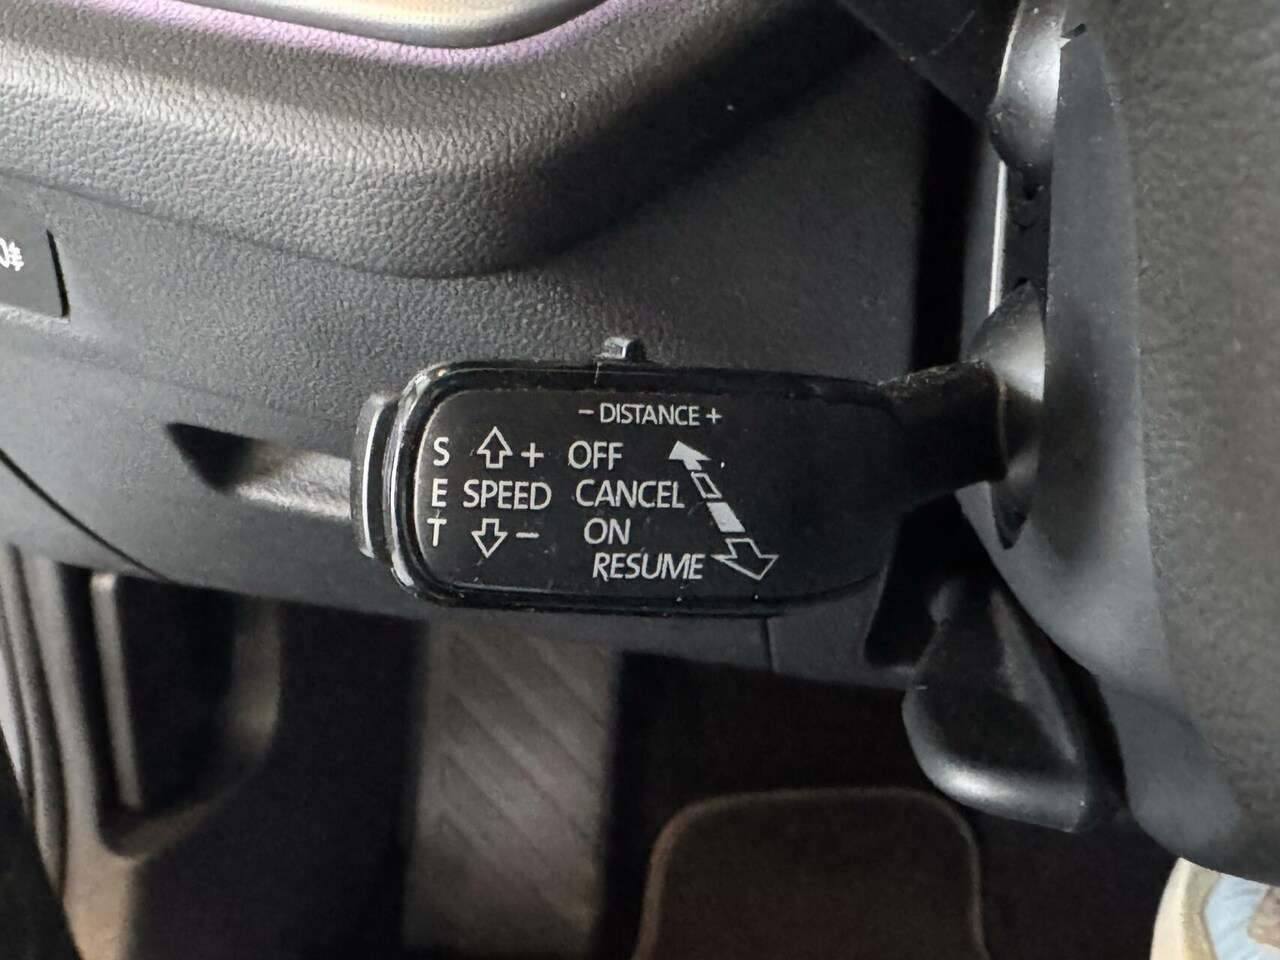 - DISTANCE +
S + OFF
E SPEED CANCEL
T - ON
RESUME